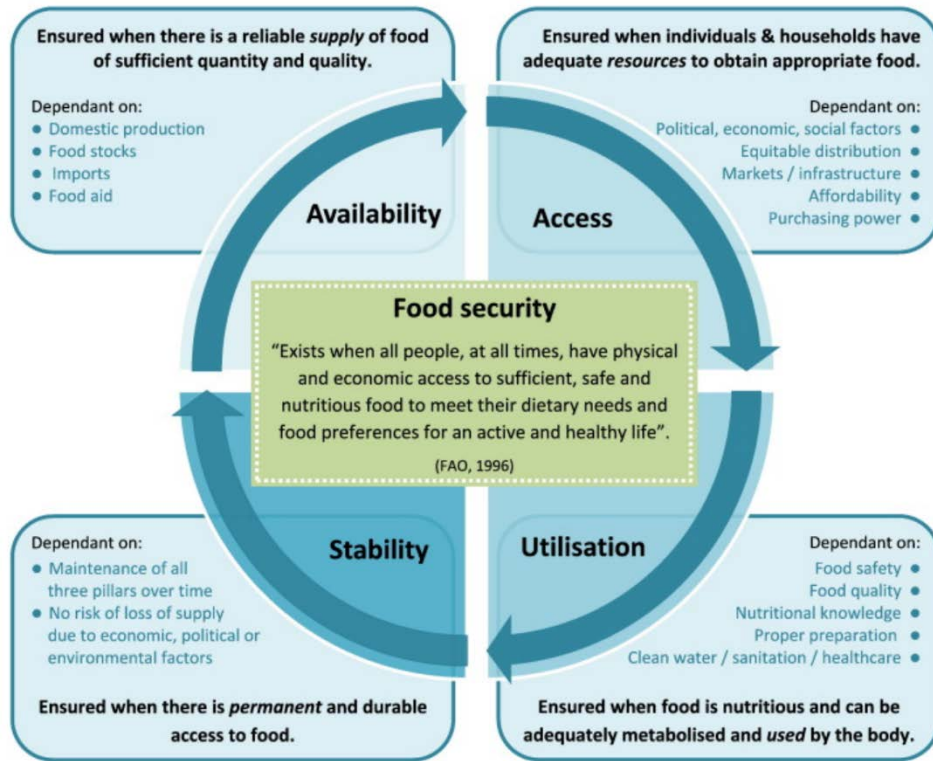 Ensured when there is a reliable supply of food
of sufficient quantity and quality.
Dependant on:
● Domestic production
● Food stocks
● Imports
● Food aid
Availability
Ensured when individuals & households have
adequate resources to obtain appropriate food.
Dependant on:
Political, economic, social factors ●
Equitable distribution ●
Markets / infrastructure ●
Affordability ●
Purchasing power ●
Access
Food security
“Exists when all people, at all times, have physical
and economic access to sufficient, safe and
nutritious food to meet their dietary needs and
food preferences for an active and healthy life”.
(FAO, 1996)
Stability
Dependant on:
● Maintenance of all
three pillars over time
● No risk of loss of supply
due to economic, political or
environmental factors
Ensured when there is permanent and durable
access to food.
Utilisation
Dependant on:
Food safety ●
Food quality ●
Nutritional knowledge ●
Proper preparation ●
Clean water / sanitation / healthcare ●
Ensured when food is nutritious and can be
adequately metabolised and used by the body.